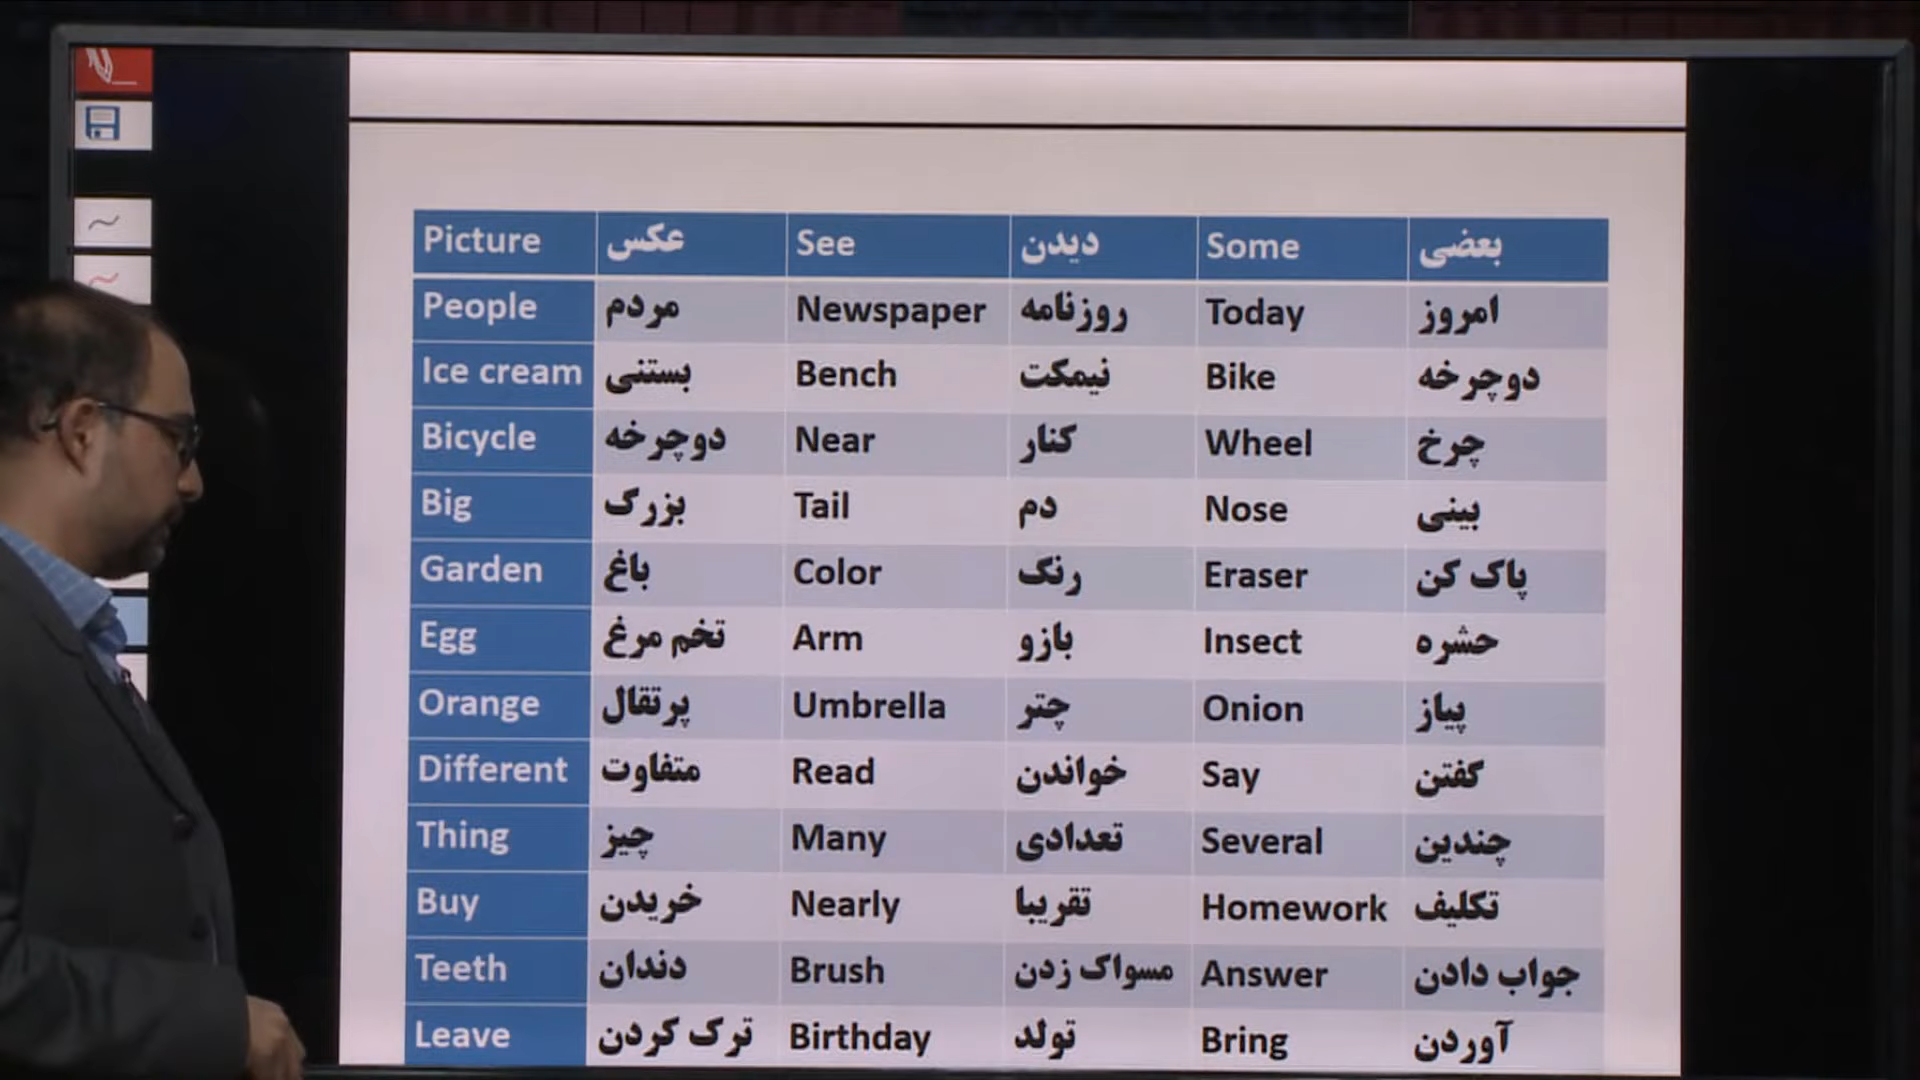 Picture عکس See دیدن Some بعضی
People مردم Newspaper روزنامه Today امروز
Ice cream بستنی Bench نیمکت Bike دوچرخه
Bicycle دوچرخه Near کنار Wheel چرخ
Big بزرگ Tail دم Nose بینی
Garden باغ Color رنگ Eraser پاک کن
Egg تخم مرغ Arm بازو Insect حشره
Orange پرتقال Umbrella چتر Onion پیاز
Different متفاوت Read خواندن Say گفتن
Thing چیز Many تعدادی Several چندین
Buy خریدن Nearly تقریبا Homework تکلیف
Teeth دندان Brush مسواک زدن Answer جواب دادن
Leave ترک کردن Birthday تولد Bring آوردن